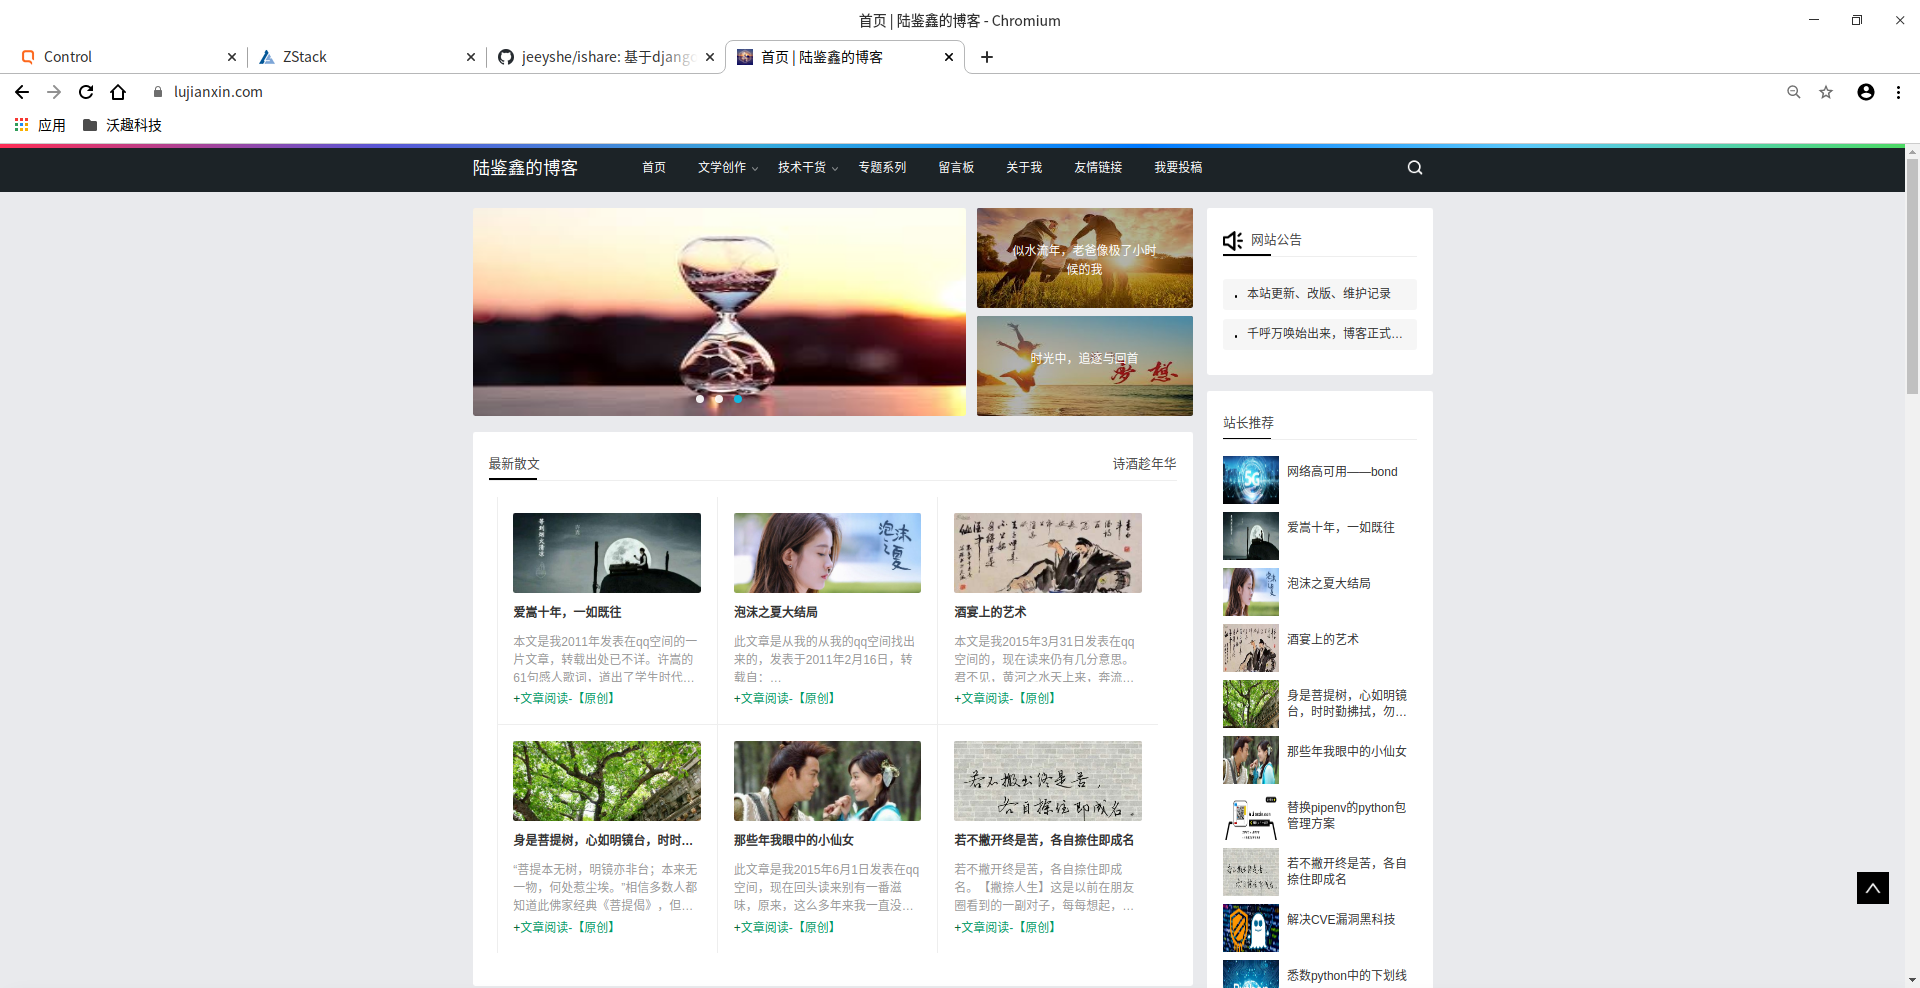 首页 | 陆鉴鑫的博客 - Chromium
Control
ZStack
jeeyshe/ishare: 基于django
首页 | 陆鉴鑫的博客
lujianxin.com
应用
沃趣科技
陆鉴鑫的博客
首页
文学创作
技术干货
专题系列
留言板
关于我
友情链接
我要投稿
似水流年，老爸像极了小时
候的我
时光中，追逐与回首
梦想
网站公告
本站更新、改版、维护记录
千呼万唤始出来，博客正式…
最新散文
诗酒趁年华
泡沫之夏
爱嵩十年，一如既往
本文是我2011年发表在qq空间的一
片文章，转载出处已不详。许嵩的
61句感人歌词，道出了学生时代…
+文章阅读-【原创】
泡沫之夏大结局
此文章是从我的从我的qq空间找出
来的，发表于2011年2月16日，转
载自：…
+文章阅读-【原创】
酒宴上的艺术
本文是我2015年3月31日发表在qq
空间的，现在读来仍有几分意思。
君不见，黄河之水天上来，奔流…
+文章阅读-【原创】
若不撇开终是苦，
各自捺住即成名。
身是菩提树，心如明镜台，时时…
“菩提本无树，明镜亦非台；本来无
一物，何处惹尘埃。”相信多数人都
知道此佛家经典《菩提偈》，但…
+文章阅读-【原创】
那些年我眼中的小仙女
此文章是我2015年6月1日发表在qq
空间，现在回头读来别有一番滋
味，原来，这么多年来我一直没…
+文章阅读-【原创】
若不撇开终是苦，各自捺住即成名
若不撇开终是苦，各自捺住即成
名。【撇捺人生】这是以前在朋友
圈看到的一副对子，每每想起，…
+文章阅读-【原创】
站长推荐
5G
网络高可用——bond
爱嵩十年，一如既往
泡沫之夏大结局
酒宴上的艺术
身是菩提树，心如明镜
台，时时勤拂拭，勿…
那些年我眼中的小仙女
替换pipenv的python包
管理方案
若不撇开终是苦，各自
捺住即成名
解决CVE漏洞黑科技
悉数python中的下划线